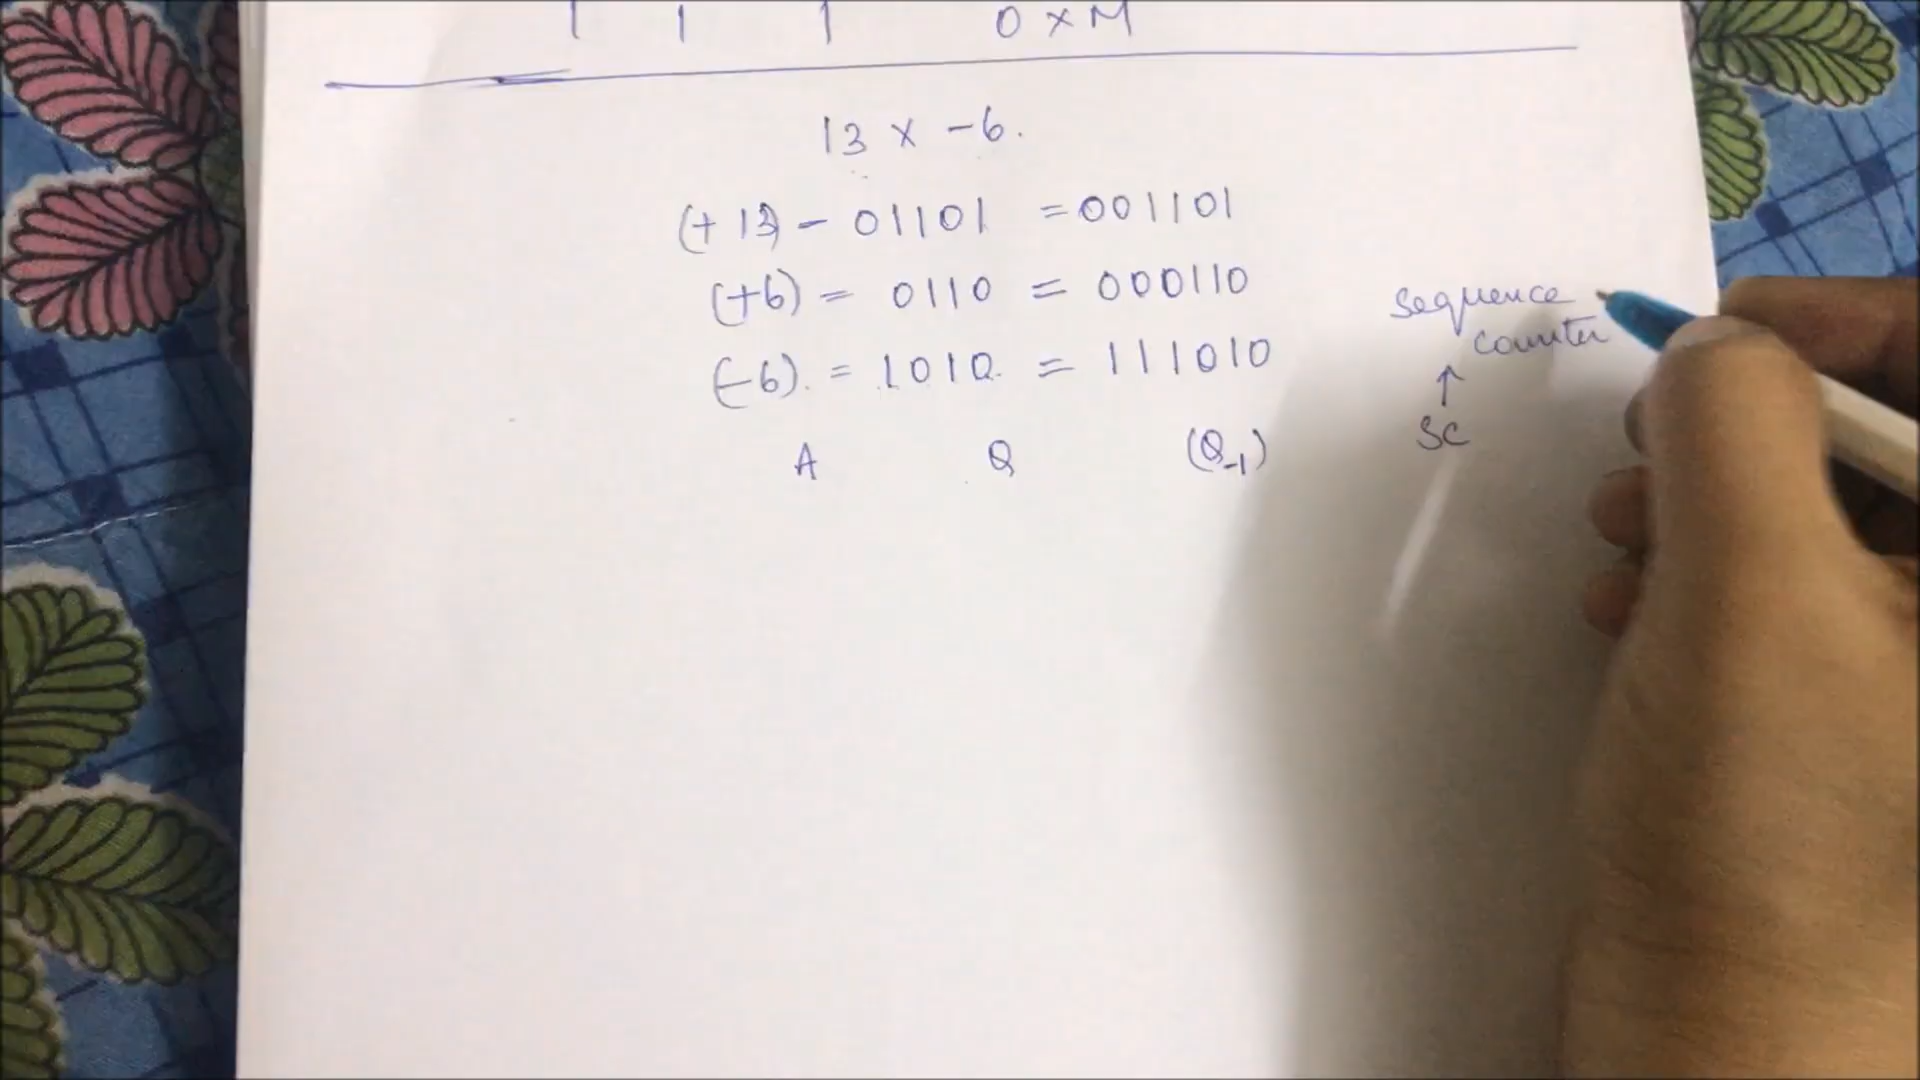 1 1 1 0 × M
13 × -6.
(+13) - 01101 = 001101
(+6) = 0110 = 000110
(-6). = 1010. = 111010
Sequence
counter
↑
A Q (Q-1) SC